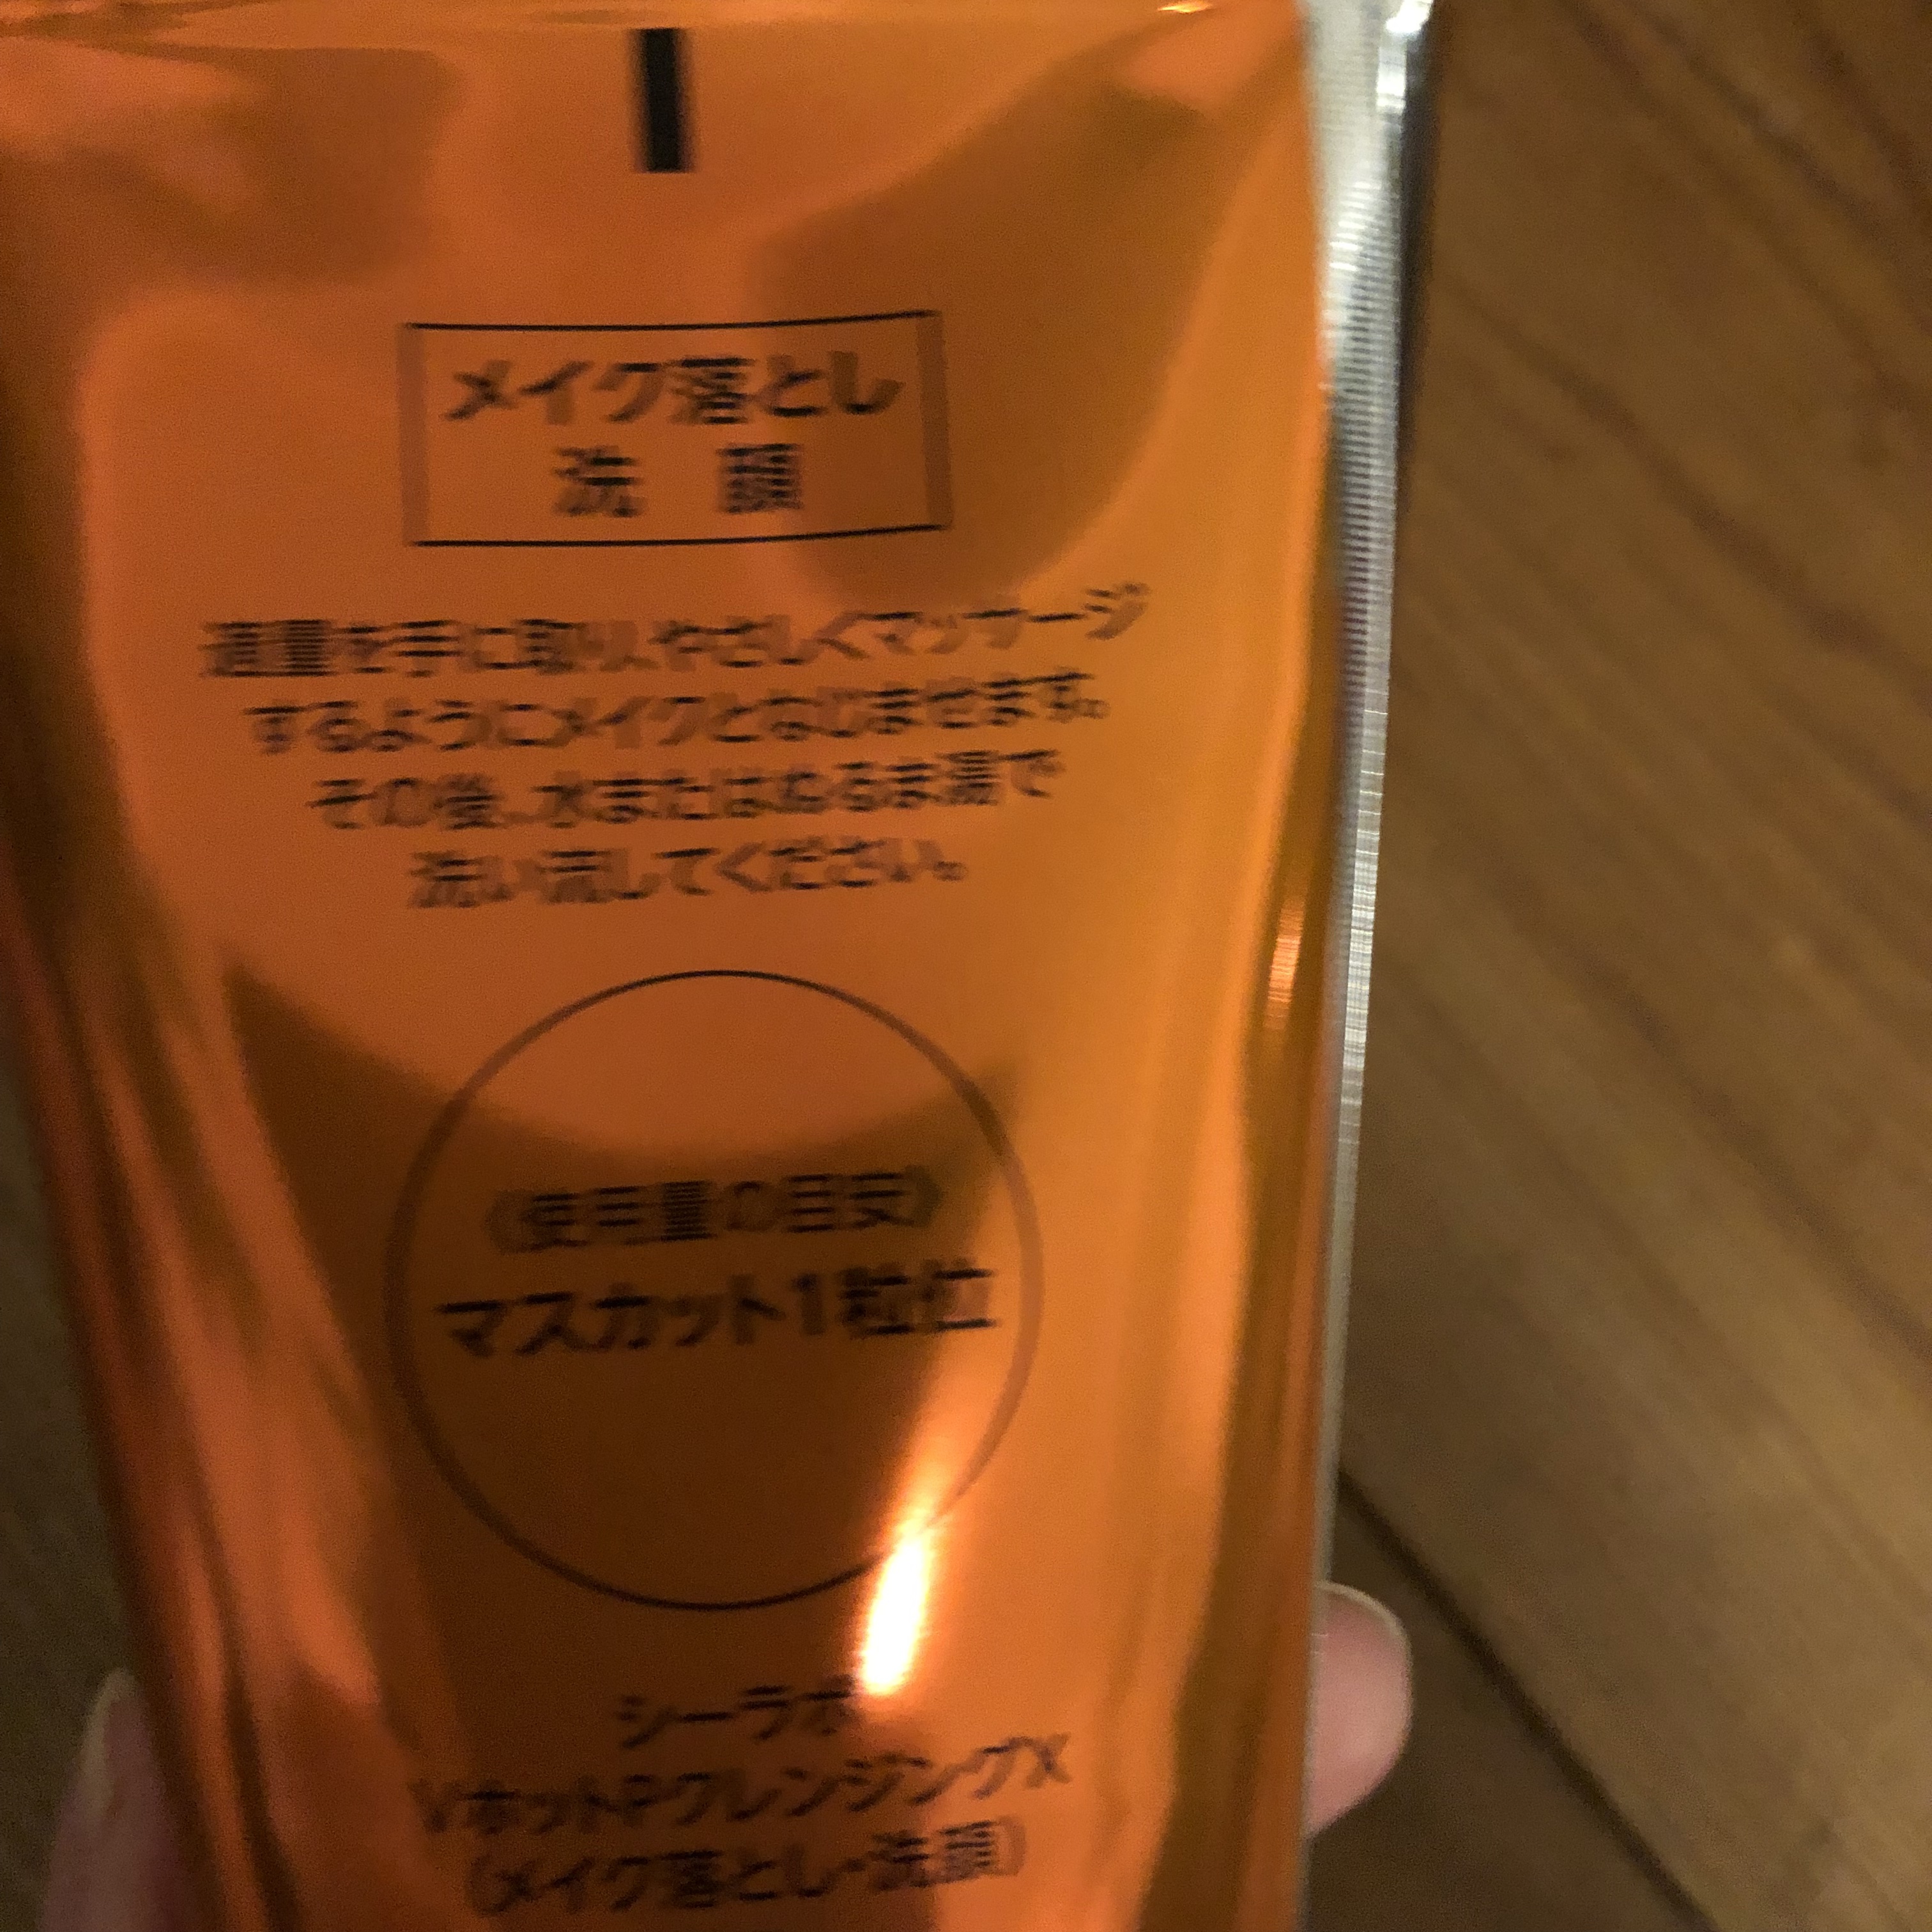 メイク落とし
洗 顔
適量を手に取り、やさしくマッサージ
するようにメイクとなじませます。
その後、水またはぬるま湯で
洗い流してください。
〈使用量の目安〉
マスカット1粒位
シーラボ
VホットPクレンジングX
(メイク落とし・洗顔)